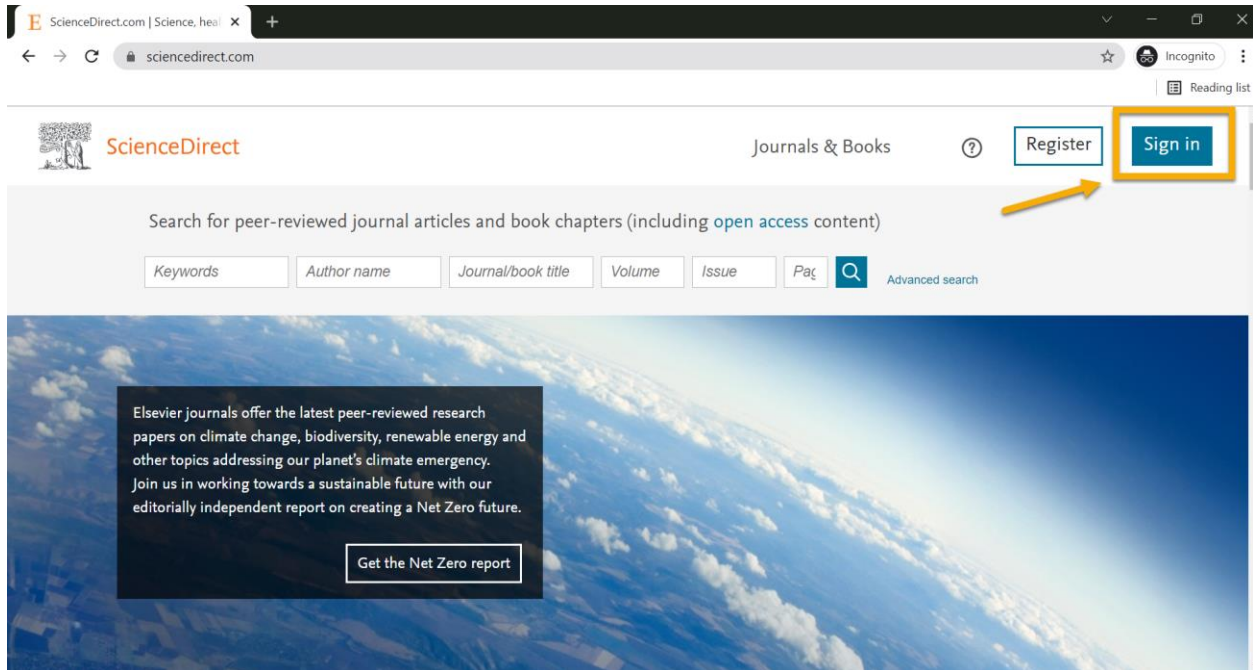 E ScienceDirect.com | Science, heal
sciencedirect.com
Incognito
Reading list
ScienceDirect
Journals & Books
?
Register
Sign in
Search for peer-reviewed journal articles and book chapters (including open access content)
Keywords
Author name
Journal/book title
Volume
Issue
Pag
Advanced search
Elsevier journals offer the latest peer-reviewed research
papers on climate change, biodiversity, renewable energy and
other topics addressing our planet's climate emergency.
Join us in working towards a sustainable future with our
editorially independent report on creating a Net Zero future.
Get the Net Zero report